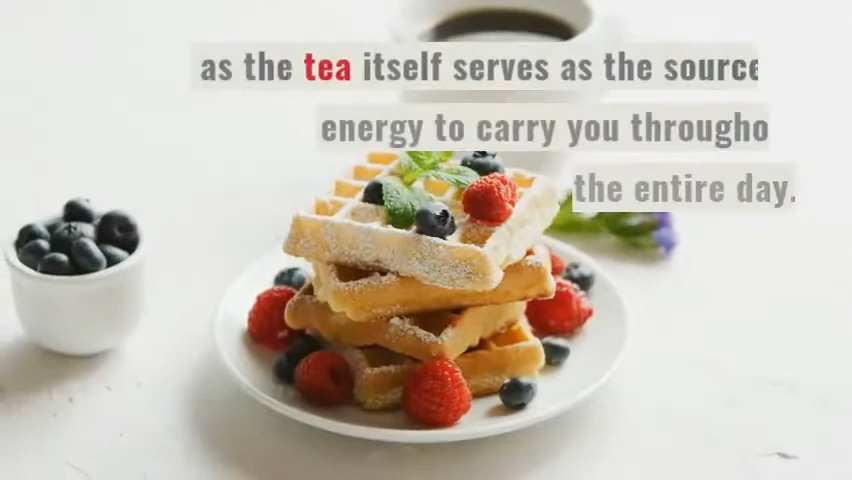 as the tea itself serves as the source
energy to carry you througho
the entire day.